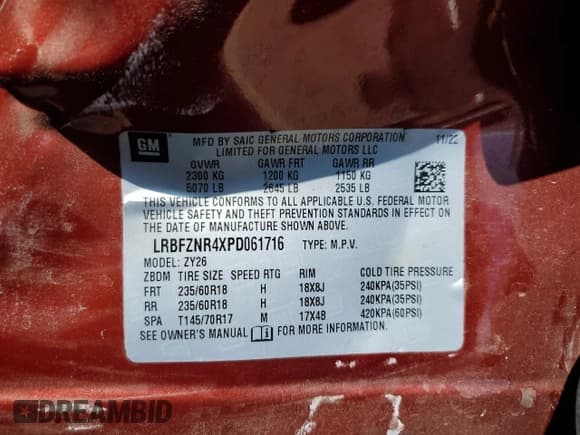 GM
MFD BY SAIC GENERAL MOTORS CORPORATION 11/22
LIMITED FOR GENERAL MOTORS LLC
GVWR GAWR FRT GAWR RR
2300 KG 1200 KG 1150 KG
5070 LB 2645 LB 2535 LB
THIS VEHICLE CONFORMS TO ALL APPLICABLE U.S. FEDERAL MOTOR
VEHICLE SAFETY AND THEFT PREVENTION STANDARDS IN EFFECT ON
THE DATE OF MANUFACTURE SHOWN ABOVE.
LRBFZNR4XPD061716 TYPE: M.P.V.
MODEL: ZY26
ZBDM TIRE SIZE SPEED RTG RIM COLD TIRE PRESSURE
FRT 235/60R18 H 18X8J 240KPA(35PSI)
RR 235/60R18 H 18X8J 240KPA(35PSI)
SPA T145/70R17 M 17X4B 420KPA(60PSI)
SEE OWNER'S MANUAL FOR MORE INFORMATION.
DREAMBID